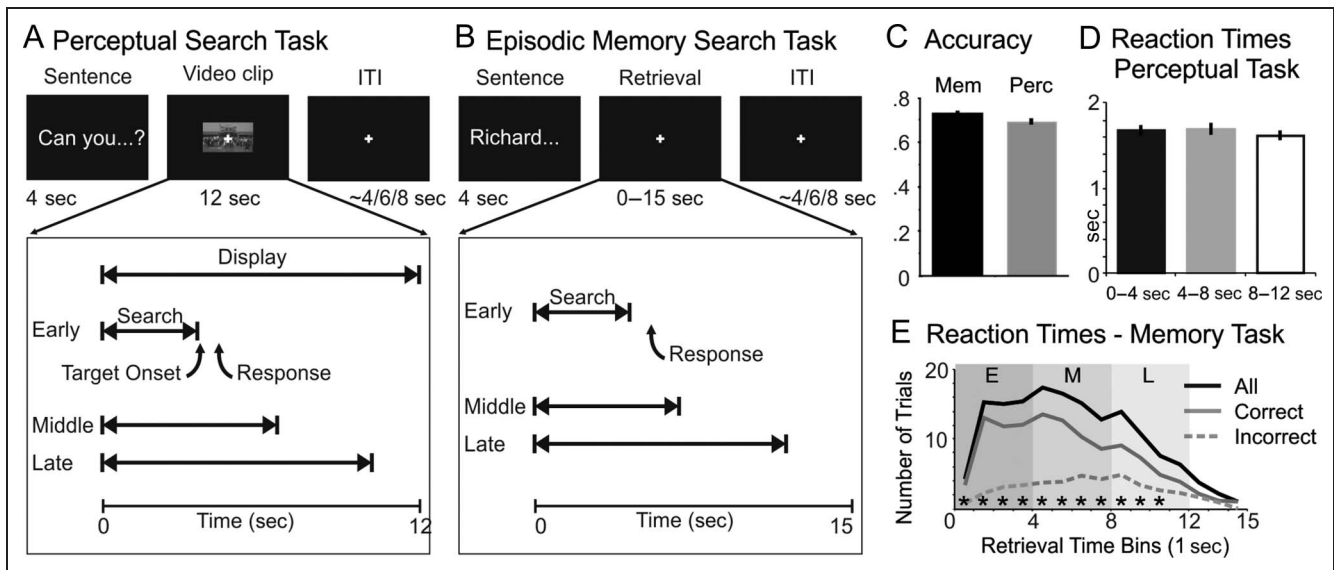 A Perceptual Search Task
Sentence Video clip ITI
Can you...?
4 sec 12 sec ~4/6/8 sec
Display
Early Search
Target Onset Response
Middle
Late
0 Time (sec) 12
B Episodic Memory Search Task
Sentence Retrieval ITI
Richard...
4 sec 0–15 sec ~4/6/8 sec
Early Search
Response
Middle
Late
0 Time (sec) 15
C Accuracy
Mem Perc
.8
.6
.4
.2
0
D Reaction Times
Perceptual Task
2
1
sec
0
0–4 sec 4–8 sec 8–12 sec
E Reaction Times - Memory Task
20
10
Number of Trials
E M L
All
Correct
Incorrect
* * * * * * * * * * *
0 4 8 12 15
Retrieval Time Bins (1 sec)